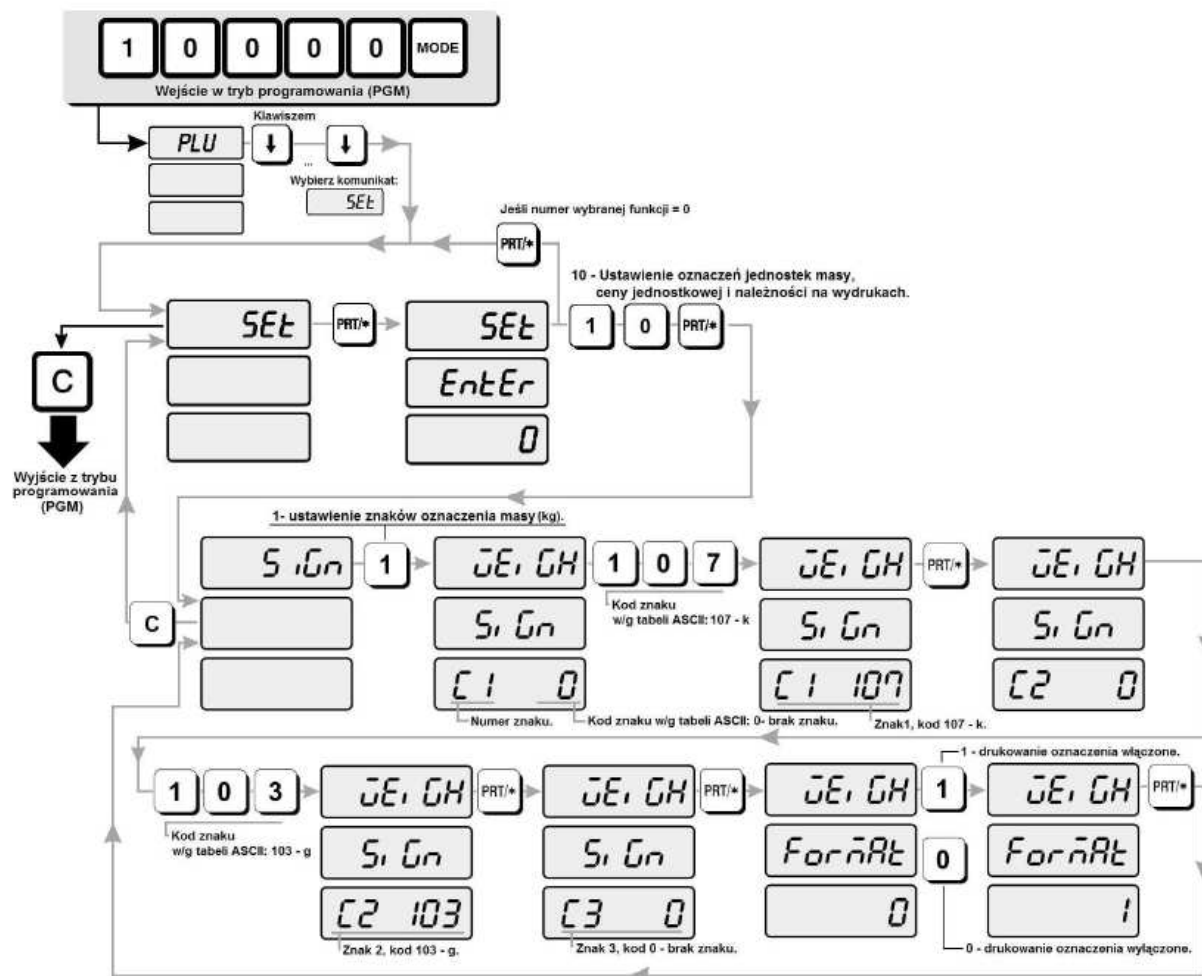 1 0 0 0 0 MODE
Wejście w tryb programowania (PGM)
Klawiszem
PLU ↓ ... ↓
Wybierz komunikat:
SEt
Jeśli numer wybranej funkcji = 0
PRT/*
10 - Ustawienie oznaczeń jednostek masy,
ceny jednostkowej i należności na wydrukach.
SEt PRT/* SEt 1 0 PRT/*
EntEr
0
C
Wyjście z trybu
programowania
(PGM)
1- ustawienie znaków oznaczenia masy (kg).
SiGn 1 WEiGH 1 0 7 WEiGH PRT/* WEiGH
C
Kod znaku
w/g tabeli ASCII: 107 - k
SiGn SiGn SiGn
C1 0 C1 107 C2 0
Numer znaku. Kod znaku w/g tabeli ASCII: 0- brak znaku. Znak1, kod 107 - k.
1 - drukowanie oznaczenia włączone.
1 0 3 WEiGH PRT/* WEiGH PRT/* WEiGH 1 WEiGH PRT/*
Kod znaku
w/g tabeli ASCII: 103 - g
SiGn SiGn ForMAt 0 ForMAt
C2 103 C3 0 0 1
Znak 2, kod 103 - g. Znak 3, kod 0 - brak znaku. 0 - drukowanie oznaczenia wyłączone.